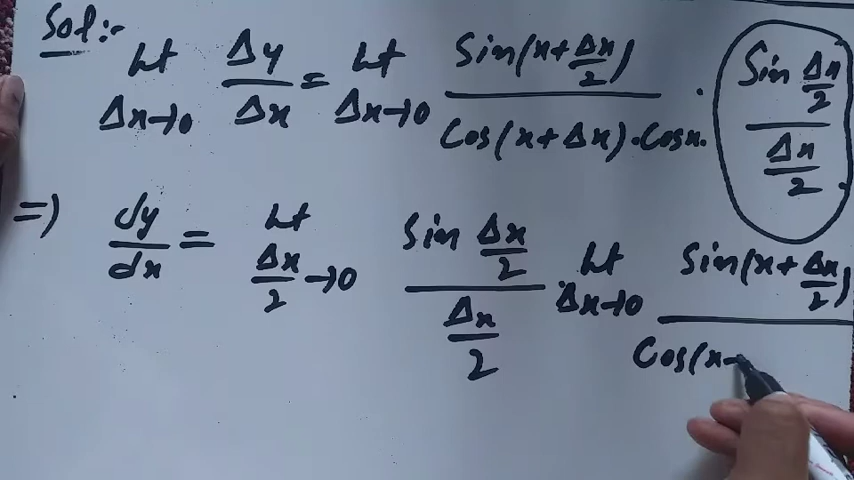 Sol:-
Lt Δx→0 Δy/Δx = Lt Δx→0 Sin(x+Δx/2)/Cos(x+Δx).Cosx . Sin Δx/2 / Δx/2
=) dy/dx = Lt Δx/2→0 Sin Δx/2 / Δx/2 . Lt Δx→0 Sin(x+Δx/2)/Cos(x+